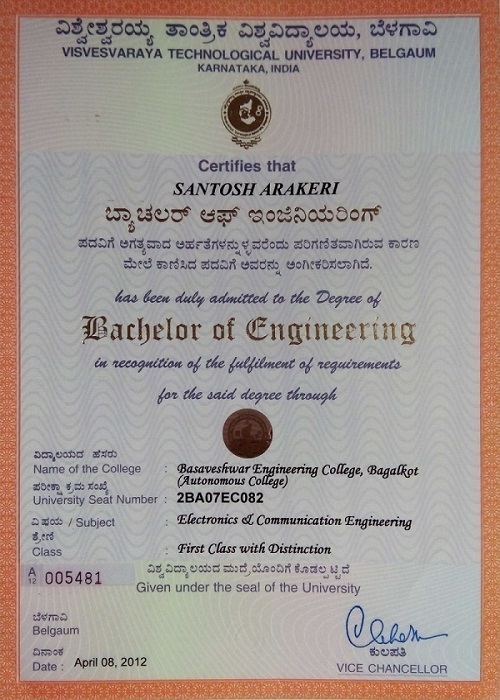 ವಿಶ್ವೇಶ್ವರಯ್ಯ ತಾಂತ್ರಿಕ ವಿಶ್ವವಿದ್ಯಾಲಯ, ಬೆಳಗಾವಿ
VISVESVARAYA TECHNOLOGICAL UNIVERSITY, BELGAUM
KARNATAKA, INDIA
Certifies that
SANTOSH ARAKERI
ಬ್ಯಾಚಲರ್ ಆಫ್ ಇಂಜಿನಿಯರಿಂಗ್
ಪದವಿಗೆ ಅಗತ್ಯವಾದ ಅರ್ಹತೆಗಳನ್ನುಳ್ಳವರೆಂದು ಪರಿಗಣಿತವಾಗಿರುವ ಕಾರಣ
ಮೇಲೆ ಕಾಣಿಸಿದ ಪದವಿಗೆ ಅವರನ್ನು ಅಂಗೀಕರಿಸಲಾಗಿದೆ.
has been duly admitted to the Degree of
Bachelor of Engineering
in recognition of the fulfilment of requirements
for the said degree through
ವಿದ್ಯಾಲಯದ ಹೆಸರು
Name of the College : Basaveshwar Engineering College, Bagalkot
(Autonomous College)
ಪರೀಕ್ಷಾ ಕ್ರಮ ಸಂಖ್ಯೆ
University Seat Number : 2BA07EC082
ವಿಷಯ / Subject : Electronics & Communication Engineering
ಶ್ರೇಣಿ
Class : First Class with Distinction
A 12 005481
ವಿಶ್ವವಿದ್ಯಾಲಯದ ಮುದ್ರೆಯೊಂದಿಗೆ ಕೊಡಲ್ಪಟ್ಟಿದೆ
Given under the seal of the University
ಬೆಳಗಾವಿ
Belgaum
ದಿನಾಂಕ
Date : April 08, 2012
ಕುಲಪತಿ
VICE CHANCELLOR